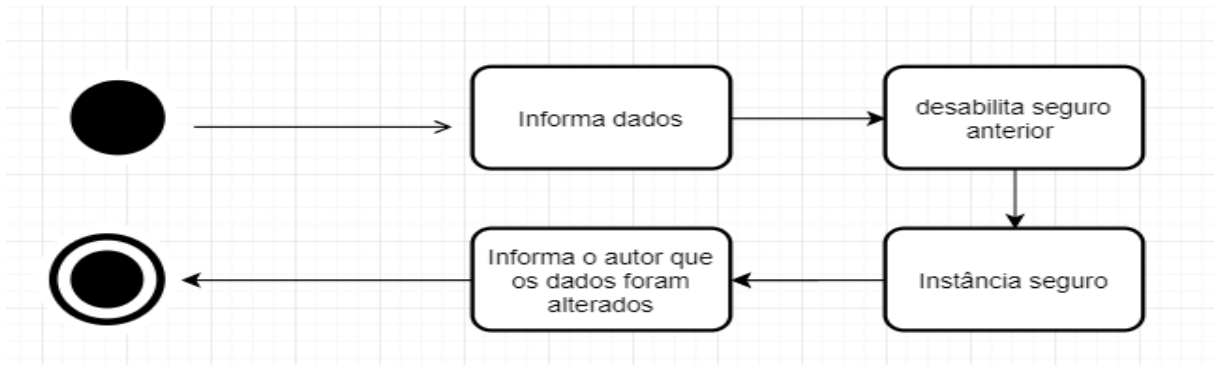 Informa dados
desabilita seguro
anterior
Instância seguro
Informa o autor que
os dados foram
alterados